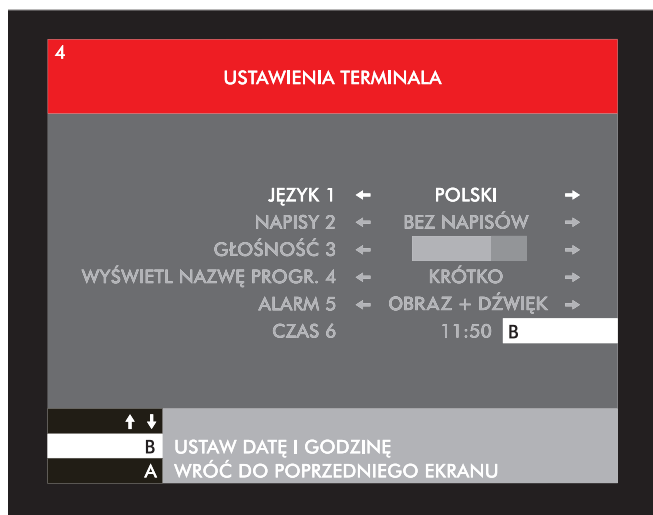 4
USTAWIENIA TERMINALA
JĘZYK 1 ← POLSKI →
NAPISY 2 ← BEZ NAPISÓW →
GŁOŚNOŚĆ 3 ← →
WYŚWIETL NAZWĘ PROGR. 4 ← KRÓTKO →
ALARM 5 ← OBRAZ + DŹWIĘK →
CZAS 6 11:50 B
↑ ↓
B USTAW DATĘ I GODZINĘ
A WRÓĆ DO POPRZEDNIEGO EKRANU